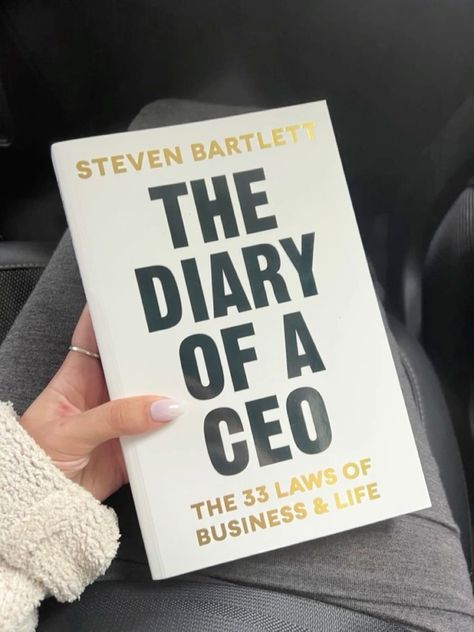 STEVEN BARTLETT
THE
DIARY
OF A
CEO
THE 33 LAWS OF
BUSINESS & LIFE